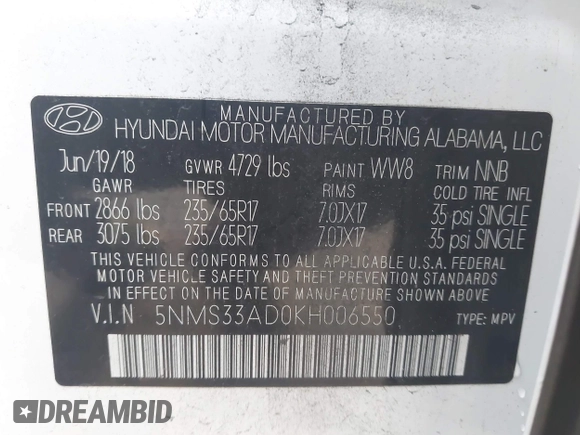 MANUFACTURED BY
HYUNDAI MOTOR MANUFACTURING ALABAMA, LLC
Jun/19/18 GVWR 4729 lbs PAINT WW8 TRIM NNB
GAWR TIRES RIMS COLD TIRE INFL
FRONT 2866 lbs 235/65R17 7.0JX17 35 psi SINGLE
REAR 3075 lbs 235/65R17 7.0JX17 35 psi SINGLE
THIS VEHICLE CONFORMS TO ALL APPLICABLE U.S.A. FEDERAL
MOTOR VEHICLE SAFETY AND THEFT PREVENTION STANDARDS
IN EFFECT ON THE DATE OF MANUFACTURE SHOWN ABOVE.
V.I.N 5NMS33AD0KH006550 TYPE: MPV
DREAMBID